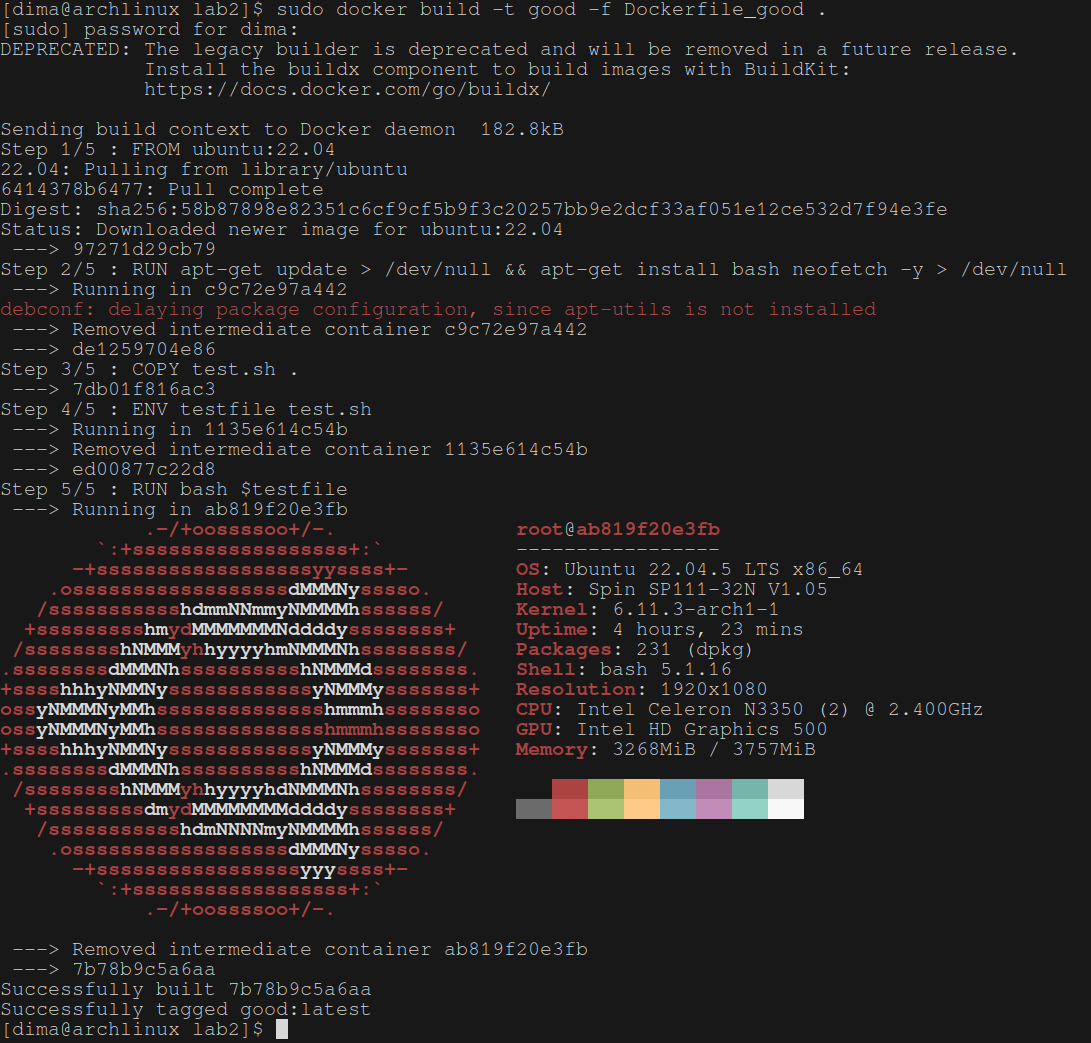 [dima@archlinux lab2]$ sudo docker build -t good -f Dockerfile_good .
[sudo] password for dima:
DEPRECATED: The legacy builder is deprecated and will be removed in a future release.
            Install the buildx component to build images with BuildKit:
            https://docs.docker.com/go/buildx/

Sending build context to Docker daemon  182.8kB
Step 1/5 : FROM ubuntu:22.04
22.04: Pulling from library/ubuntu
6414378b6477: Pull complete
Digest: sha256:58b87898e82351c6cf9cf5b9f3c20257bb9e2dcf33af051e12ce532d7f94e3fe
Status: Downloaded newer image for ubuntu:22.04
 ---> 97271d29cb79
Step 2/5 : RUN apt-get update > /dev/null && apt-get install bash neofetch -y > /dev/null
 ---> Running in c9c72e97a442
debconf: delaying package configuration, since apt-utils is not installed
 ---> Removed intermediate container c9c72e97a442
 ---> de1259704e86
Step 3/5 : COPY test.sh .
 ---> 7db01f816ac3
Step 4/5 : ENV testfile test.sh
 ---> Running in 1135e614c54b
 ---> Removed intermediate container 1135e614c54b
 ---> ed00877c22d8
Step 5/5 : RUN bash $testfile
 ---> Running in ab819f20e3fb
            .-/+oossssoo+/-.               root@ab819f20e3fb
        `:+ssssssssssssssssss+:`           -----------------
      -+ssssssssssssssssssyyssss+-         OS: Ubuntu 22.04.5 LTS x86_64
    .ossssssssssssssssssdMMMNysssso.       Host: Spin SP111-32N V1.05
   /ssssssssssshdmmNNmmyNMMMMhssssss/      Kernel: 6.11.3-arch1-1
  +ssssssssshmydMMMMMMMNddddyssssssss+     Uptime: 4 hours, 23 mins
 /sssssssshNMMMyhhyyyyhmNMMMNhssssssss/    Packages: 231 (dpkg)
.ssssssssdMMMNhsssssssssshNMMMdssssssss.   Shell: bash 5.1.16
+sssshhhyNMMNyssssssssssssyNMMMysssssss+   Resolution: 1920x1080
ossyNMMMNyMMhsssssssssssssshmmmhssssssso   CPU: Intel Celeron N3350 (2) @ 2.400GHz
ossyNMMMNyMMhsssssssssssssshmmmhssssssso   GPU: Intel HD Graphics 500
+sssshhhyNMMNyssssssssssssyNMMMysssssss+   Memory: 3268MiB / 3757MiB
.ssssssssdMMMNhsssssssssshNMMMdssssssss.
 /sssssssshNMMMyhhyyyyhdNMMMNhssssssss/
  +sssssssssdmydMMMMMMMMddddyssssssss+
   /ssssssssssshdmNNNNmyNMMMMhssssss/
    .ossssssssssssssssssdMMMNysssso.
      -+sssssssssssssssssyyyssss+-
        `:+ssssssssssssssssss+:`
            .-/+oossssoo+/-.

 ---> Removed intermediate container ab819f20e3fb
 ---> 7b78b9c5a6aa
Successfully built 7b78b9c5a6aa
Successfully tagged good:latest
[dima@archlinux lab2]$